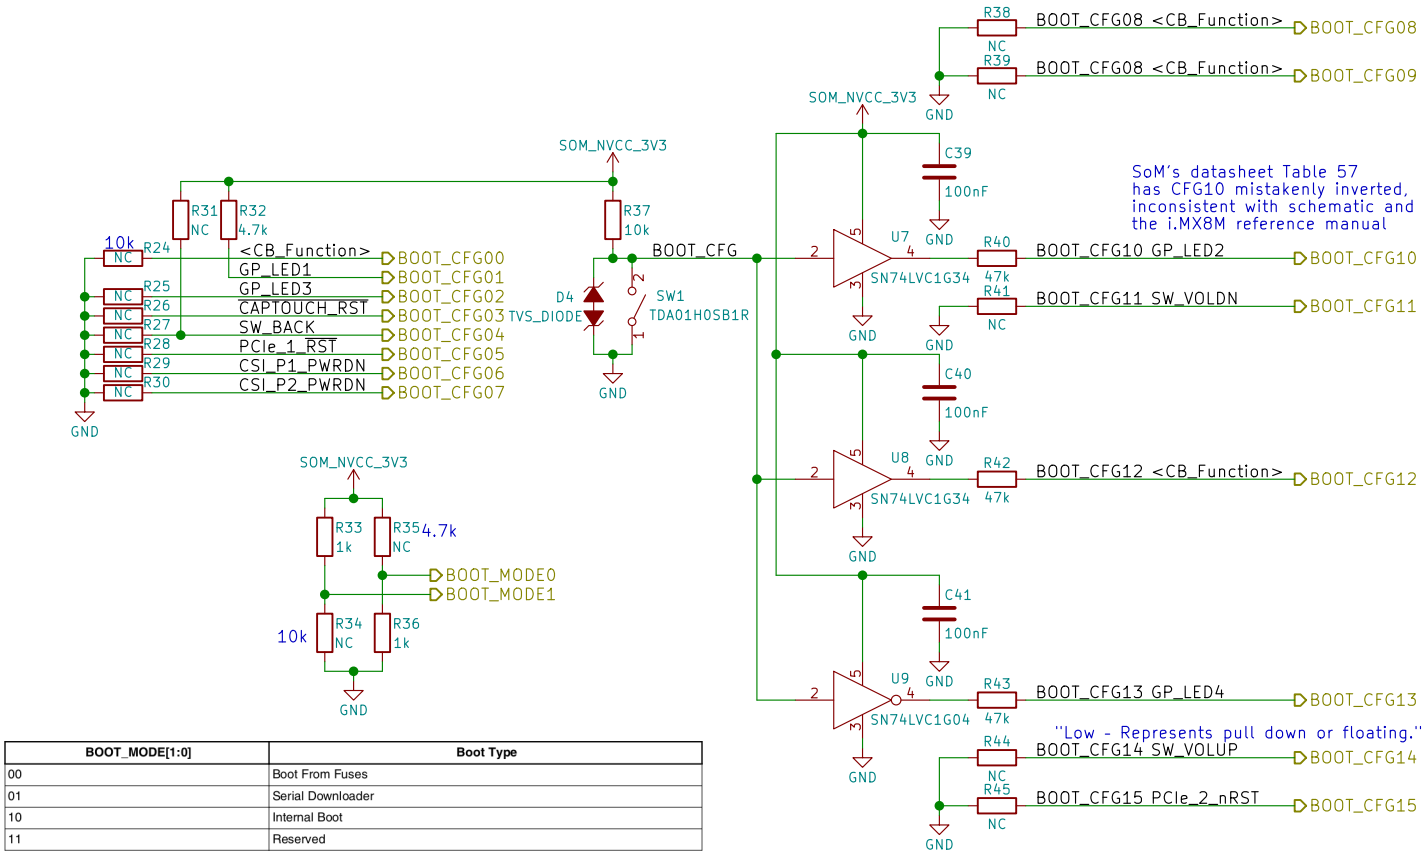 R38
BOOT_CFG08 <CB_Function>
BOOT_CFG08
NC
R39
BOOT_CFG08 <CB_Function>
BOOT_CFG09
NC
GND
SOM_NVCC_3V3
C39
100nF
GND
SoM's datasheet Table 57
has CFG10 mistakenly inverted,
inconsistent with schematic and
the i.MX8M reference manual
SOM_NVCC_3V3
R31
NC
R32
4.7k
R37
10k
10k
R24
NC
<CB_Function>
BOOT_CFG00
GP_LED1
BOOT_CFG01
R25
NC
GP_LED3
BOOT_CFG02
R26
NC
CAPTOUCH_RST
BOOT_CFG03
R27
NC
SW_BACK
BOOT_CFG04
R28
NC
PCIe_1_RST
BOOT_CFG05
R29
NC
CSI_P1_PWRDN
BOOT_CFG06
R30
NC
CSI_P2_PWRDN
BOOT_CFG07
GND
BOOT_CFG
D4
TVS_DIODE
2
SW1
TDA01H0SB1R
1
GND
2
5
U7
4
SN74LVC1G34
3
GND
R40
47k
BOOT_CFG10 GP_LED2
BOOT_CFG10
R41
NC
BOOT_CFG11 SW_VOLDN
BOOT_CFG11
GND
C40
100nF
GND
2
5
U8
4
SN74LVC1G34
3
GND
R42
47k
BOOT_CFG12 <CB_Function>
BOOT_CFG12
SOM_NVCC_3V3
R33
1k
R35
NC
4.7k
BOOT_MODE0
BOOT_MODE1
10k
R34
NC
R36
1k
GND
C41
100nF
GND
2
5
U9
4
SN74LVC1G04
3
GND
R43
47k
BOOT_CFG13 GP_LED4
BOOT_CFG13
"Low - Represents pull down or floating."
R44
NC
BOOT_CFG14 SW_VOLUP
BOOT_CFG14
R45
NC
BOOT_CFG15 PCIe_2_nRST
BOOT_CFG15
GND
BOOT_MODE[1:0] Boot Type
00 Boot From Fuses
01 Serial Downloader
10 Internal Boot
11 Reserved